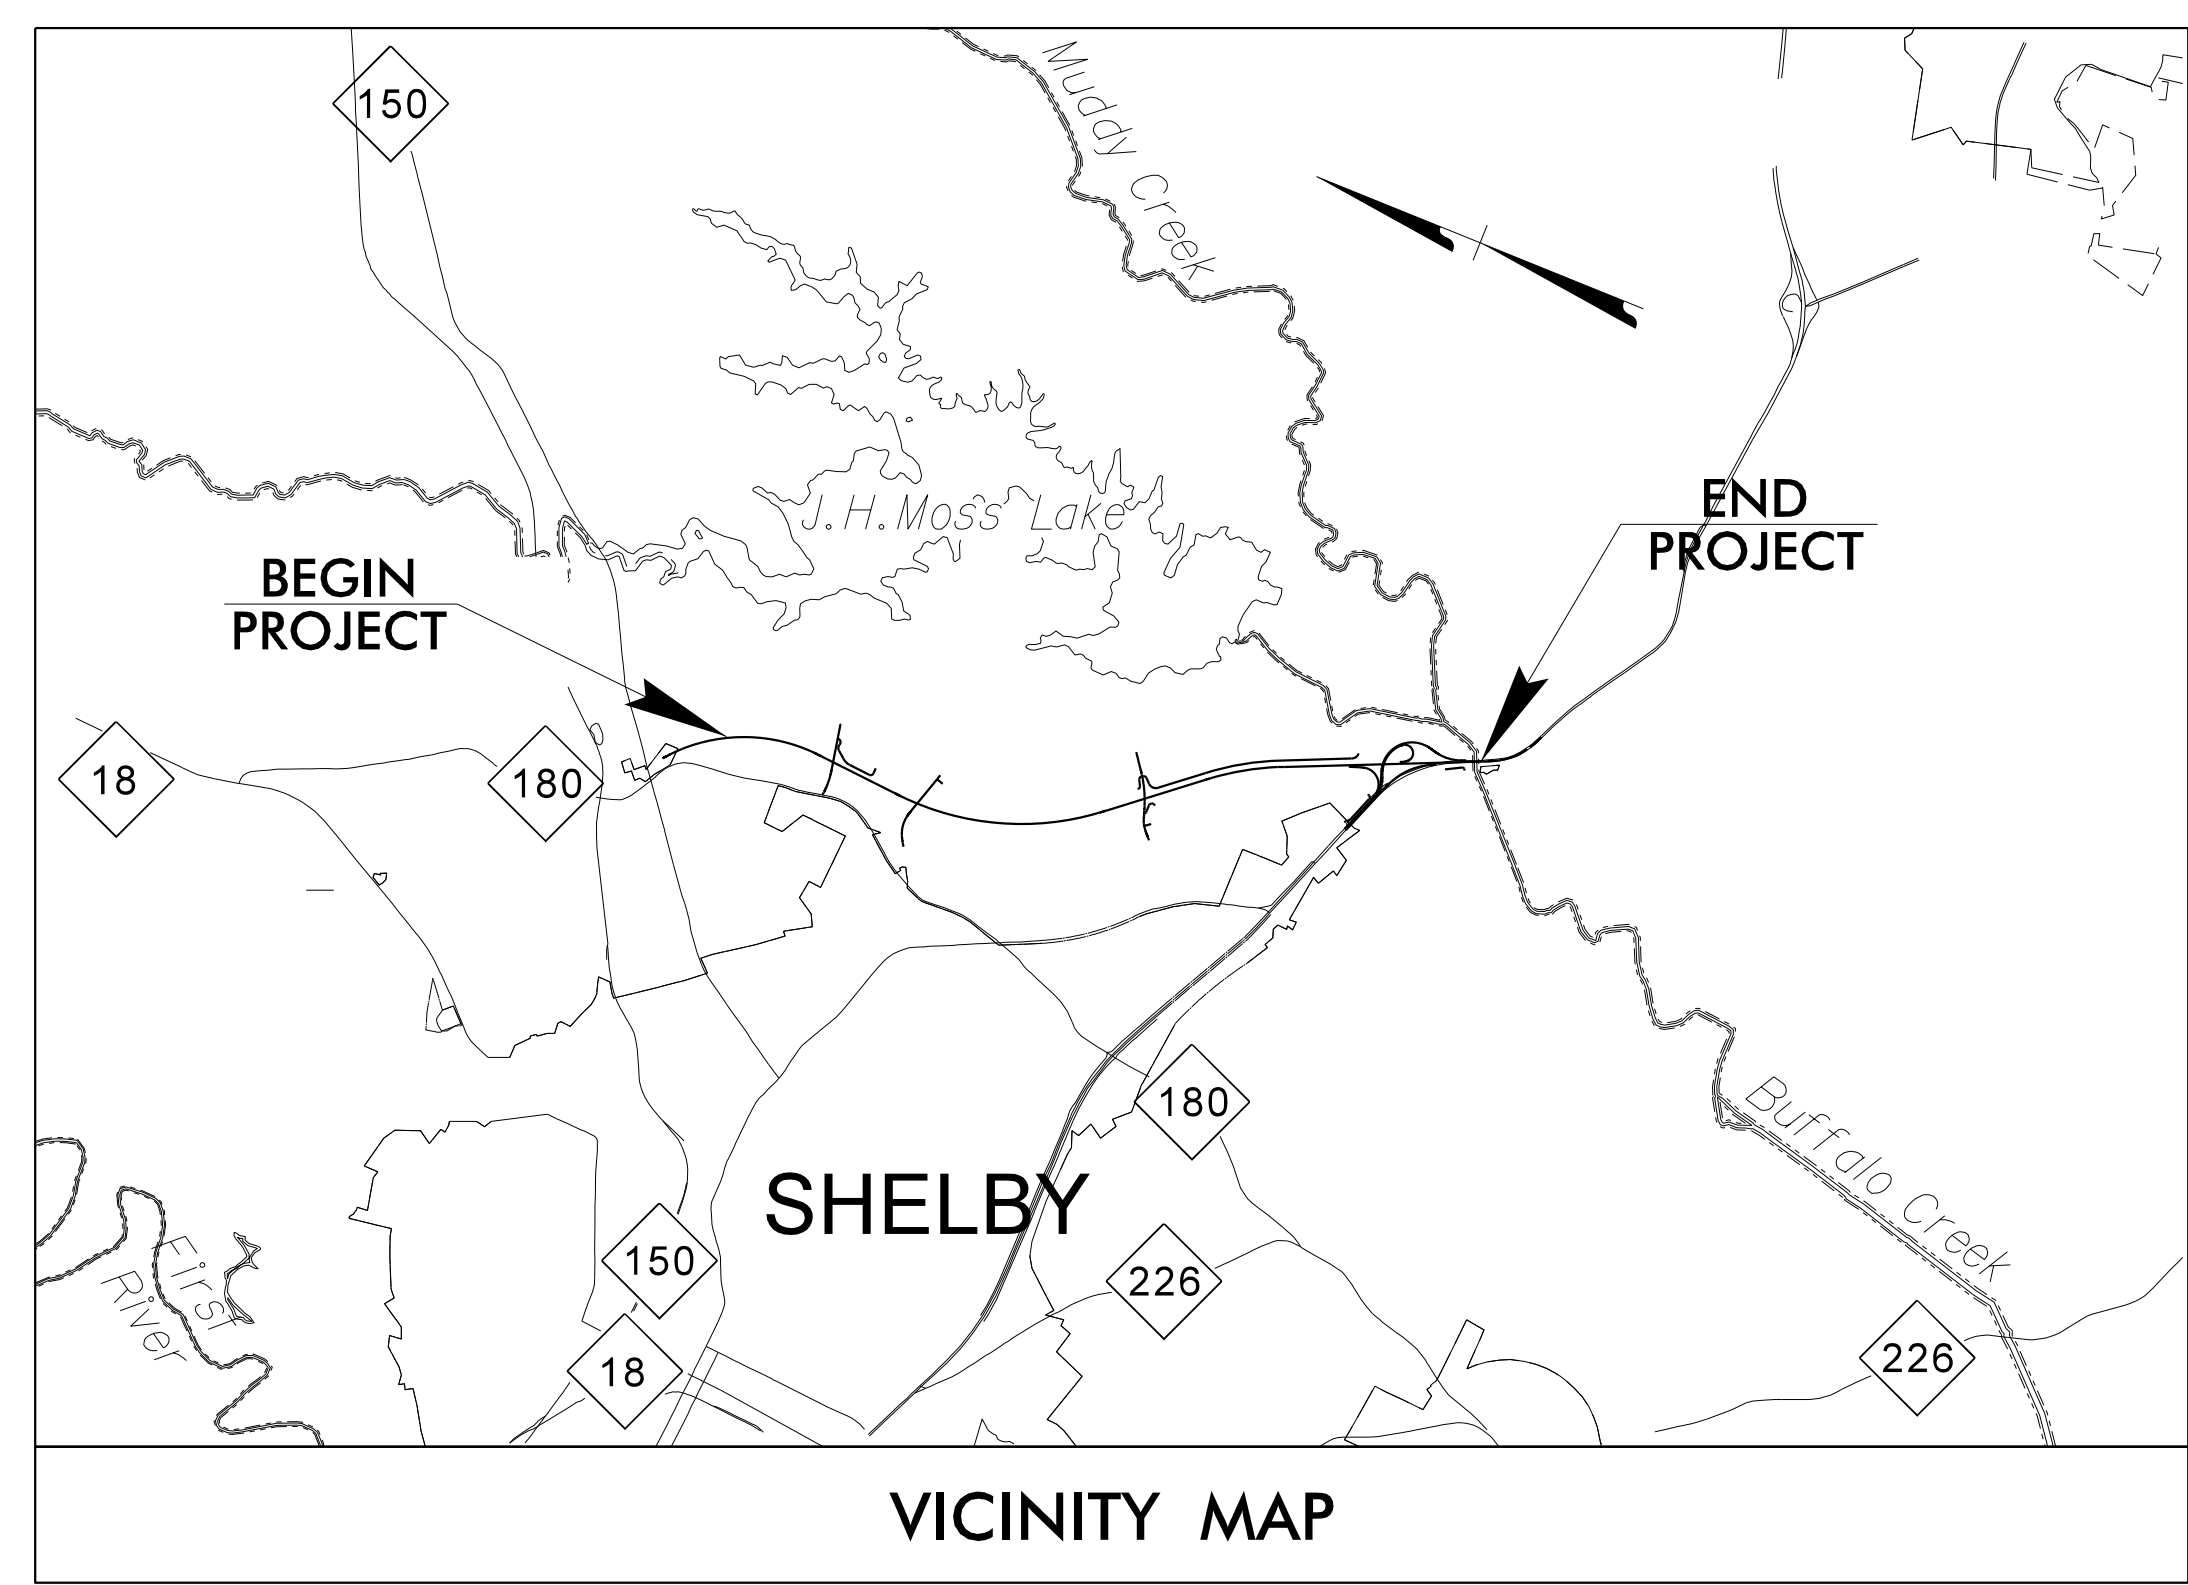 150
Muddy Creek
J.H.Moss Lake
END
PROJECT
BEGIN
PROJECT
18
180
180
Buffalo Creek
SHELBY
150
226
First
River
18
226
VICINITY MAP